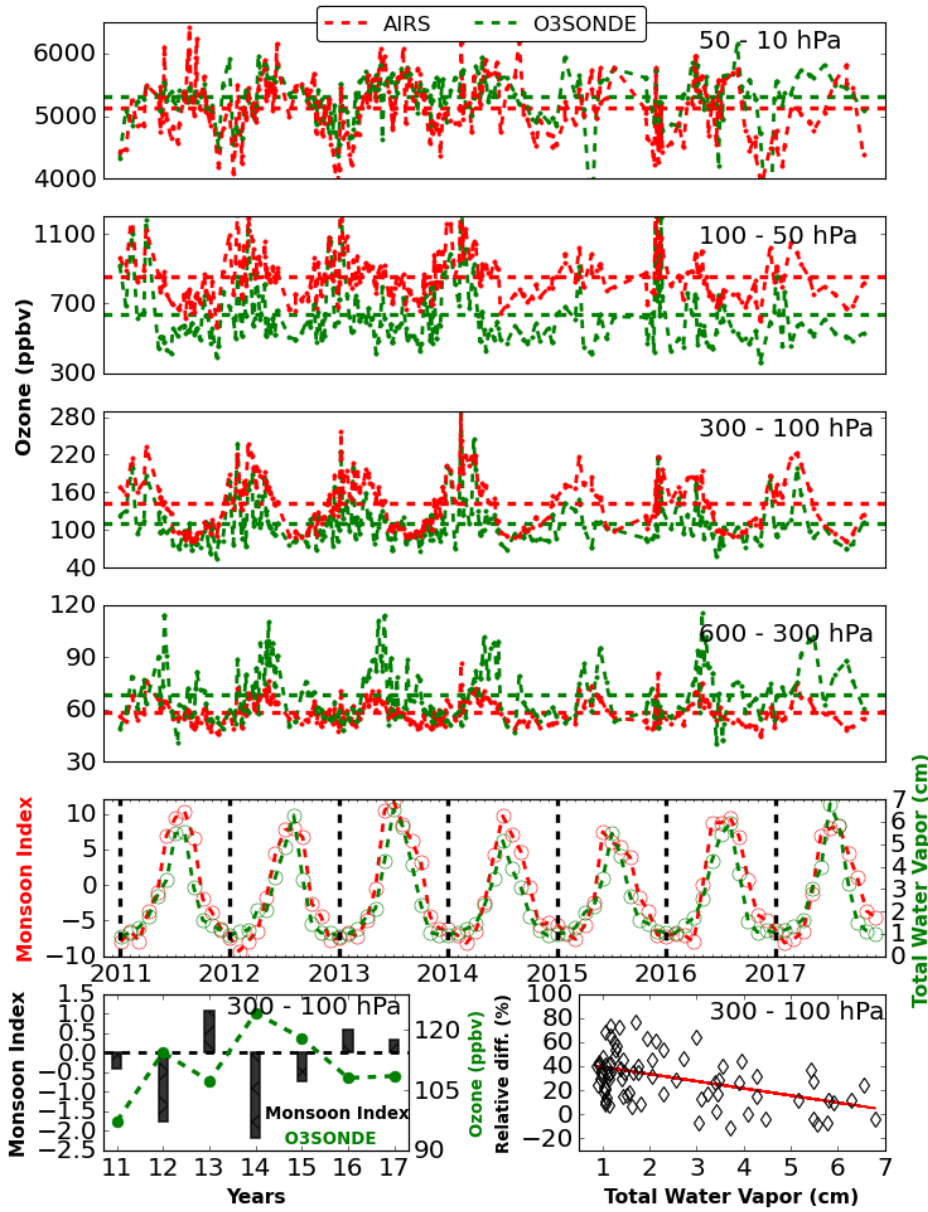 AIRS O3SONDE
50 - 10 hPa
6000
5000
4000
100 - 50 hPa
1100
700
300
Ozone (ppbv)
300 - 100 hPa
280
220
160
100
40
600 - 300 hPa
120
90
60
30
Monsoon Index
10
5
0
−5
−10
7
6
5
4
3
2
1
0
Total Water Vapor (cm)
2011 2012 2013 2014 2015 2016 2017
300 - 100 hPa
Monsoon Index
1.5
1.0
0.5
0.0
−0.5
−1.0
−1.5
−2.0
−2.5
120
105
90
Ozone (ppbv)
Monsoon Index
O3SONDE
11 12 13 14 15 16 17
Years
300 - 100 hPa
Relative diff. (%)
100
80
60
40
20
0
−20
1 2 3 4 5 6 7
Total Water Vapor (cm)